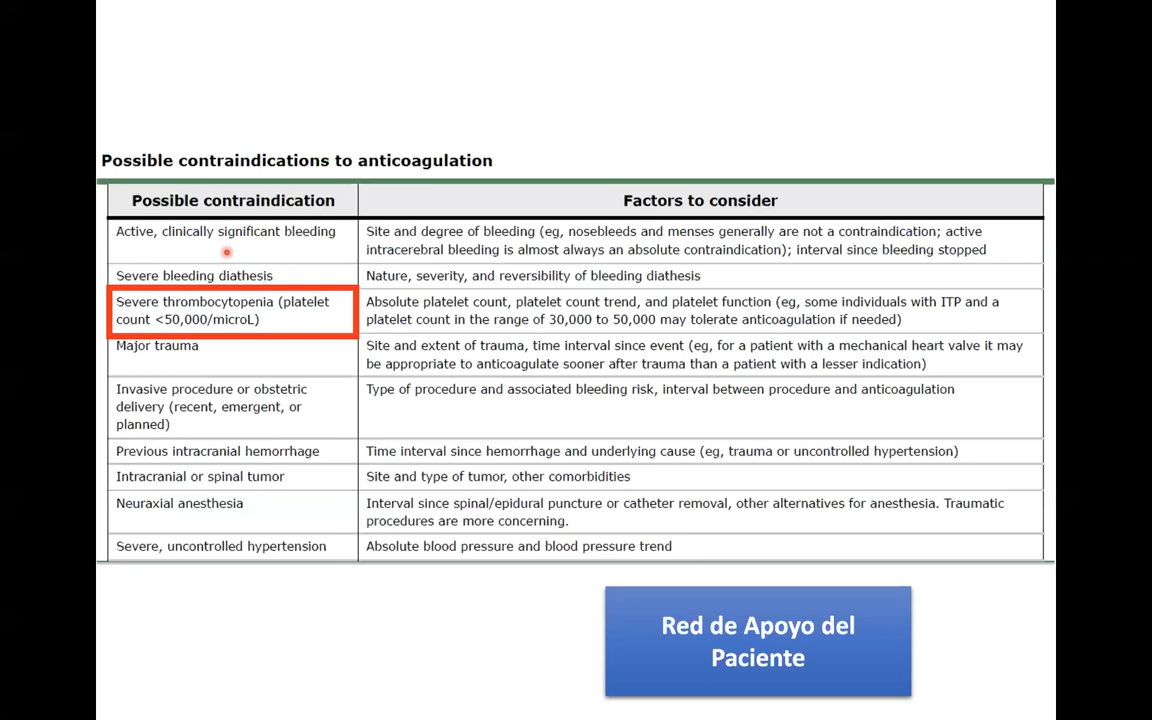 Possible contraindications to anticoagulation
Possible contraindication
Factors to consider
Active, clinically significant bleeding
Site and degree of bleeding (eg, nosebleeds and menses generally are not a contraindication; active
intracerebral bleeding is almost always an absolute contraindication); interval since bleeding stopped
Severe bleeding diathesis
Nature, severity, and reversibility of bleeding diathesis
Severe thrombocytopenia (platelet
count <50,000/microL)
Absolute platelet count, platelet count trend, and platelet function (eg, some individuals with ITP and a
platelet count in the range of 30,000 to 50,000 may tolerate anticoagulation if needed)
Major trauma
Site and extent of trauma, time interval since event (eg, for a patient with a mechanical heart valve it may
be appropriate to anticoagulate sooner after trauma than a patient with a lesser indication)
Invasive procedure or obstetric
delivery (recent, emergent, or
planned)
Type of procedure and associated bleeding risk, interval between procedure and anticoagulation
Previous intracranial hemorrhage
Time interval since hemorrhage and underlying cause (eg, trauma or uncontrolled hypertension)
Intracranial or spinal tumor
Site and type of tumor, other comorbidities
Neuraxial anesthesia
Interval since spinal/epidural puncture or catheter removal, other alternatives for anesthesia. Traumatic
procedures are more concerning.
Severe, uncontrolled hypertension
Absolute blood pressure and blood pressure trend
Red de Apoyo del
Paciente